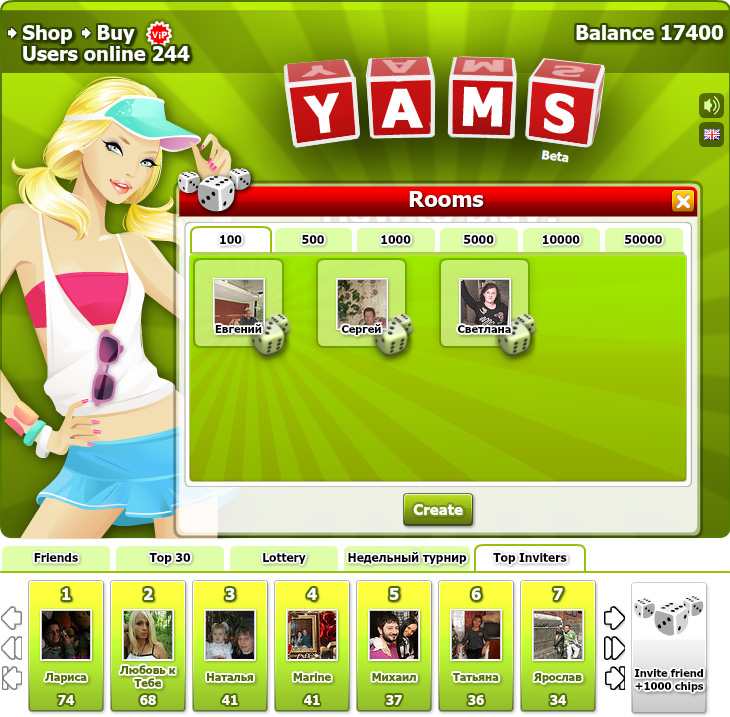 Shop Buy VIP
Balance 17400
Users online 244
YAMS
Beta
Rooms
100 500 1000 5000 10000 50000
Евгений Сергей Светлана
Create
Friends Top 30 Lottery Недельный турнир Top Inviters
1 2 3 4 5 6 7
Лариса Любовь к Тебе Наталья Marine Михаил Татьяна Ярослав
74 68 41 41 37 36 34
Invite friend
+1000 chips